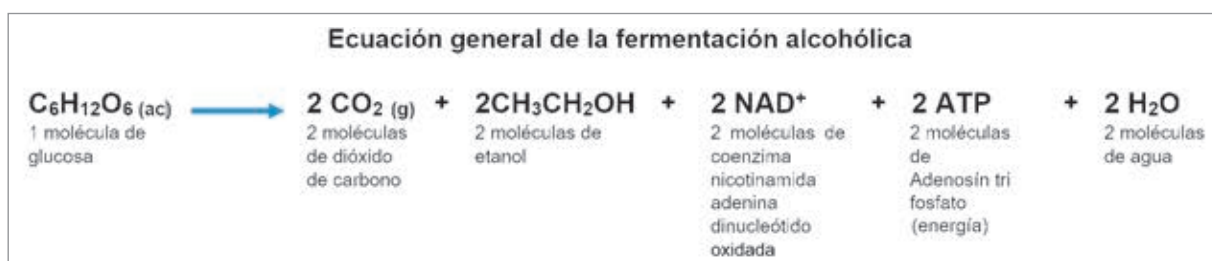 Ecuación general de la fermentación alcohólica
C₆H₁₂O₆ (ac) → 2 CO₂ (g) + 2CH₃CH₂OH + 2 NAD⁺ + 2 ATP + 2 H₂O
1 molécula de
glucosa
2 moléculas
de dióxido
de carbono
2 moléculas de
etanol
2 moléculas de
coenzima
nicotinamida
adenina
dinucleótido
oxidada
2 moléculas
de
Adenosín tri
fosfato
(energía)
2 moléculas
de agua